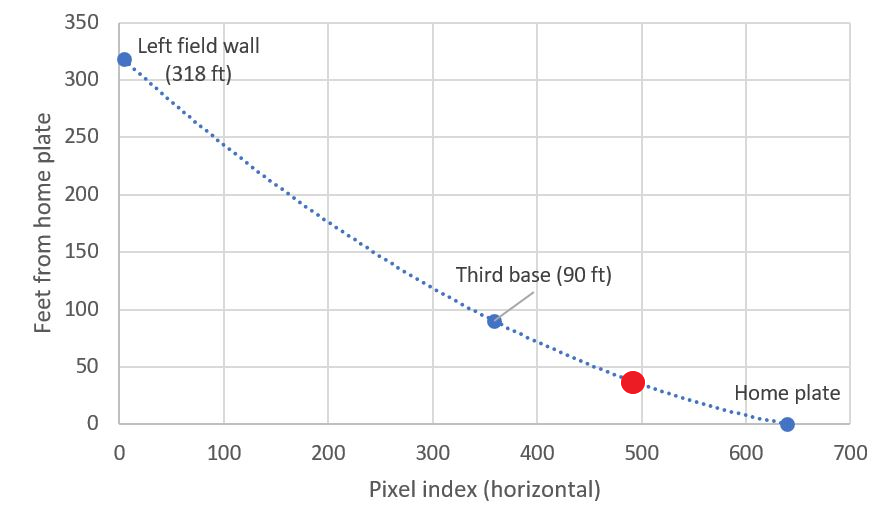 350
300
250
200
150
100
50
0
Feet from home plate
Left field wall
(318 ft)
Third base (90 ft)
Home plate
0 100 200 300 400 500 600 700
Pixel index (horizontal)